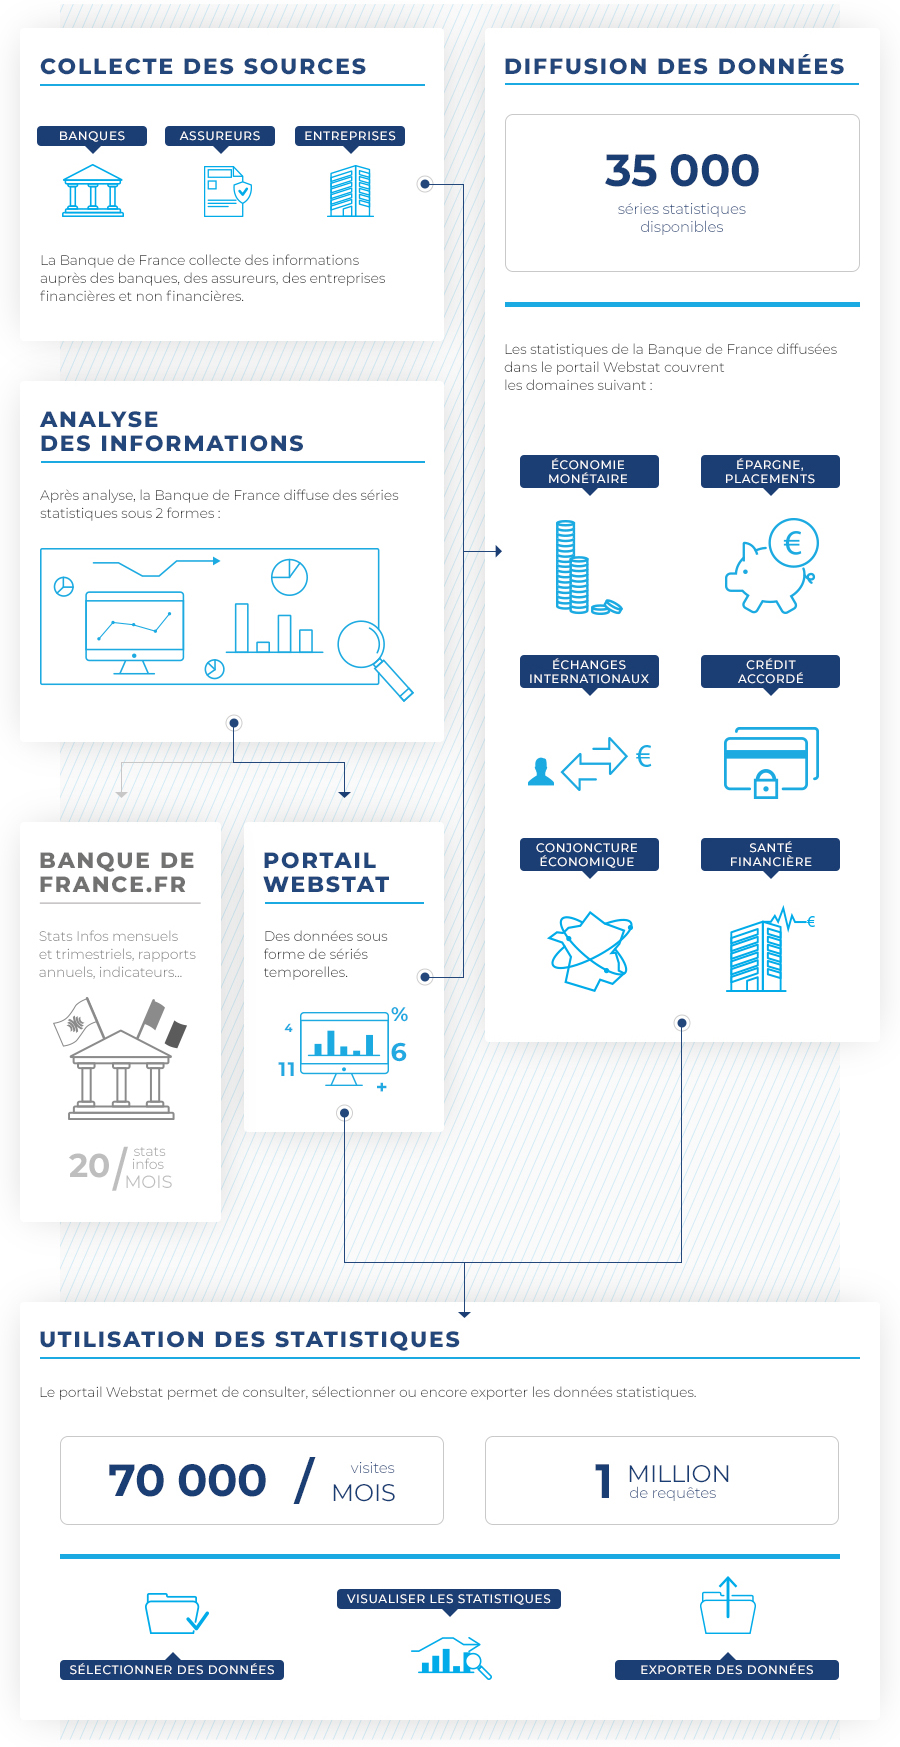 COLLECTE DES SOURCES
BANQUES
ASSUREURS
ENTREPRISES
La Banque de France collecte des informations
auprès des banques, des assureurs, des entreprises
financières et non financières.
ANALYSE
DES INFORMATIONS
Après analyse, la Banque de France diffuse des séries
statistiques sous 2 formes :
BANQUE DE
FRANCE.FR
Stats Infos mensuels
et trimestriels, rapports
annuels, indicateurs...
20/
stats
infos
MOIS
PORTAIL
WEBSTAT
Des données sous
forme de sériés
temporelles.
%
4
6
11
+
DIFFUSION DES DONNÉES
35 000
séries statistiques
disponibles
Les statistiques de la Banque de France diffusées
dans le portail Webstat couvrent
les domaines suivant :
ÉCONOMIE
MONÉTAIRE
ÉPARGNE,
PLACEMENTS
€
ÉCHANGES
INTERNATIONAUX
CRÉDIT
ACCORDÉ
€
CONJONCTURE
ÉCONOMIQUE
SANTÉ
FINANCIÈRE
€
UTILISATION DES STATISTIQUES
Le portail Webstat permet de consulter, sélectionner ou encore exporter les données statistiques.
70 000 /
visites
MOIS
1 MILLION
de requêtes
SÉLECTIONNER DES DONNÉES
VISUALISER LES STATISTIQUES
EXPORTER DES DONNÉES